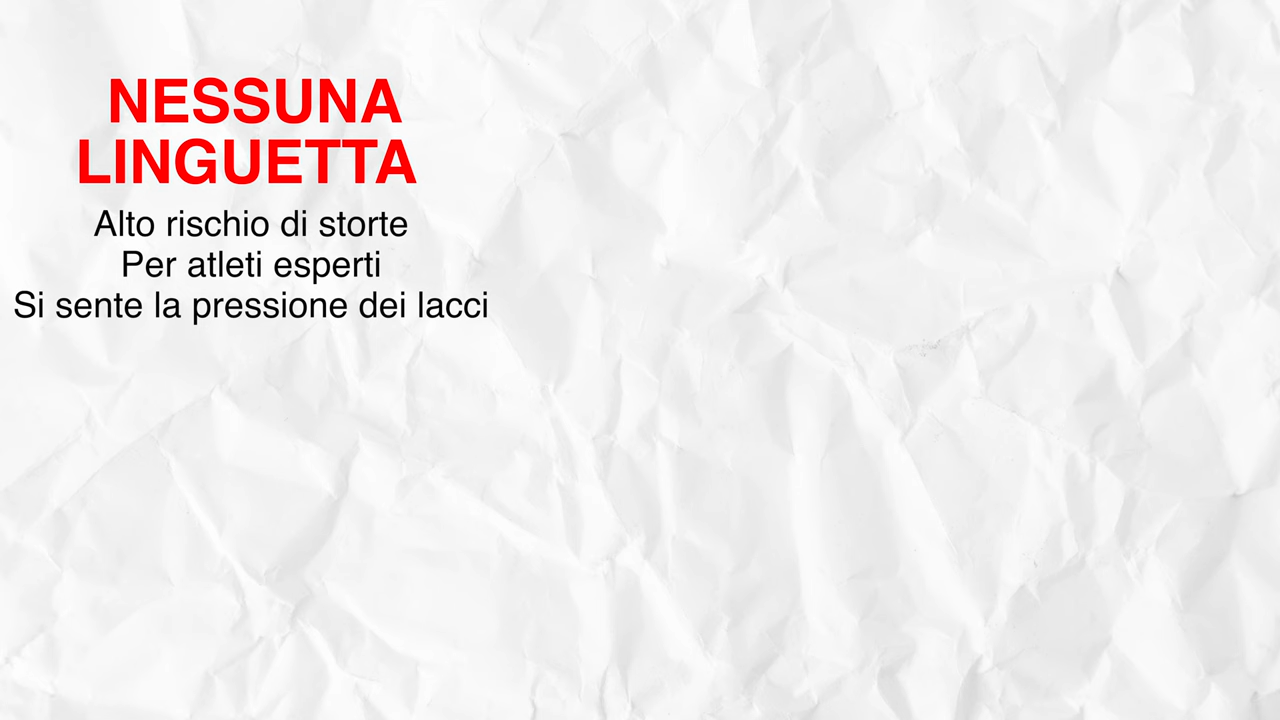 NESSUNA
LINGUETTA
Alto rischio di storte
Per atleti esperti
Si sente la pressione dei lacci